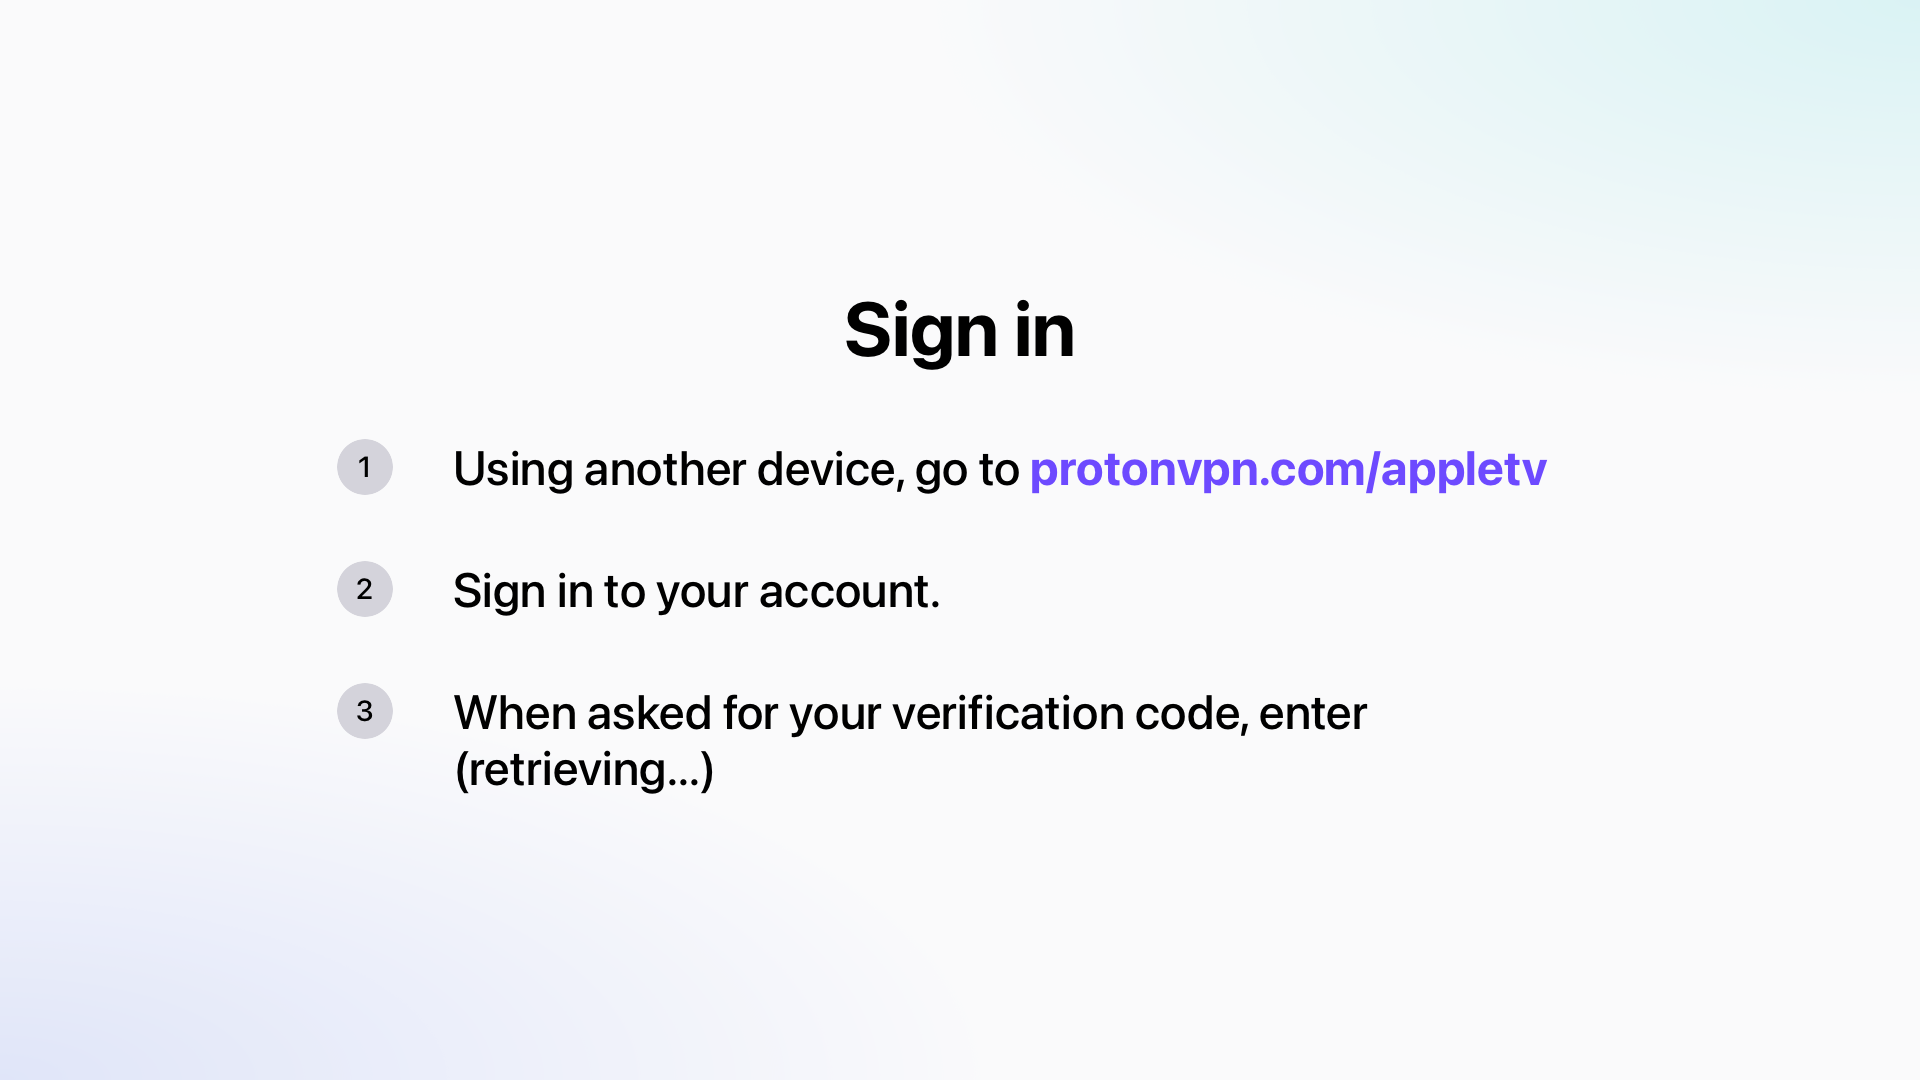 Sign in
1 Using another device, go to protonvpn.com/appletv
2 Sign in to your account.
3 When asked for your verification code, enter
(retrieving...)